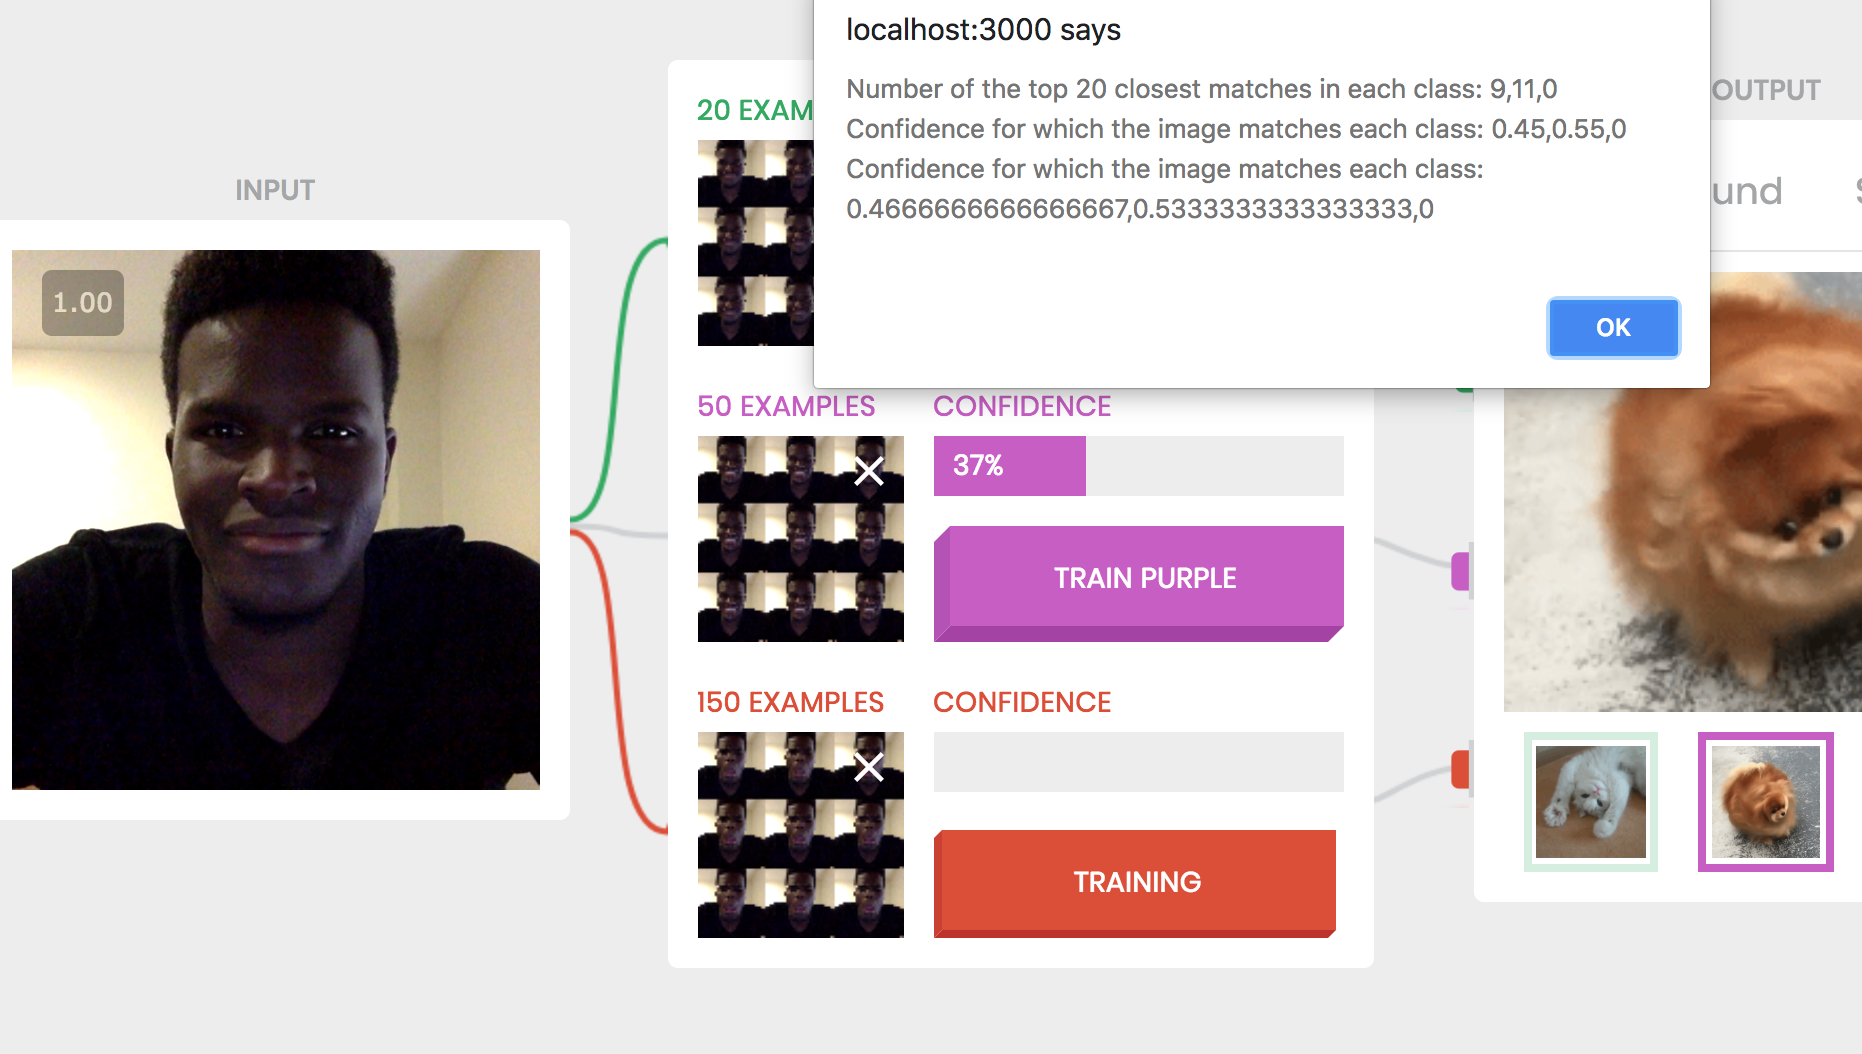 localhost:3000 says
Number of the top 20 closest matches in each class: 9,11,0
Confidence for which the image matches each class: 0.45,0.55,0
Confidence for which the image matches each class:
0.4666666666666667,0.5333333333333333,0
OK
INPUT
1.00
20 EXAM
50 EXAMPLES
CONFIDENCE
37%
TRAIN PURPLE
150 EXAMPLES
CONFIDENCE
TRAINING
OUTPUT
und